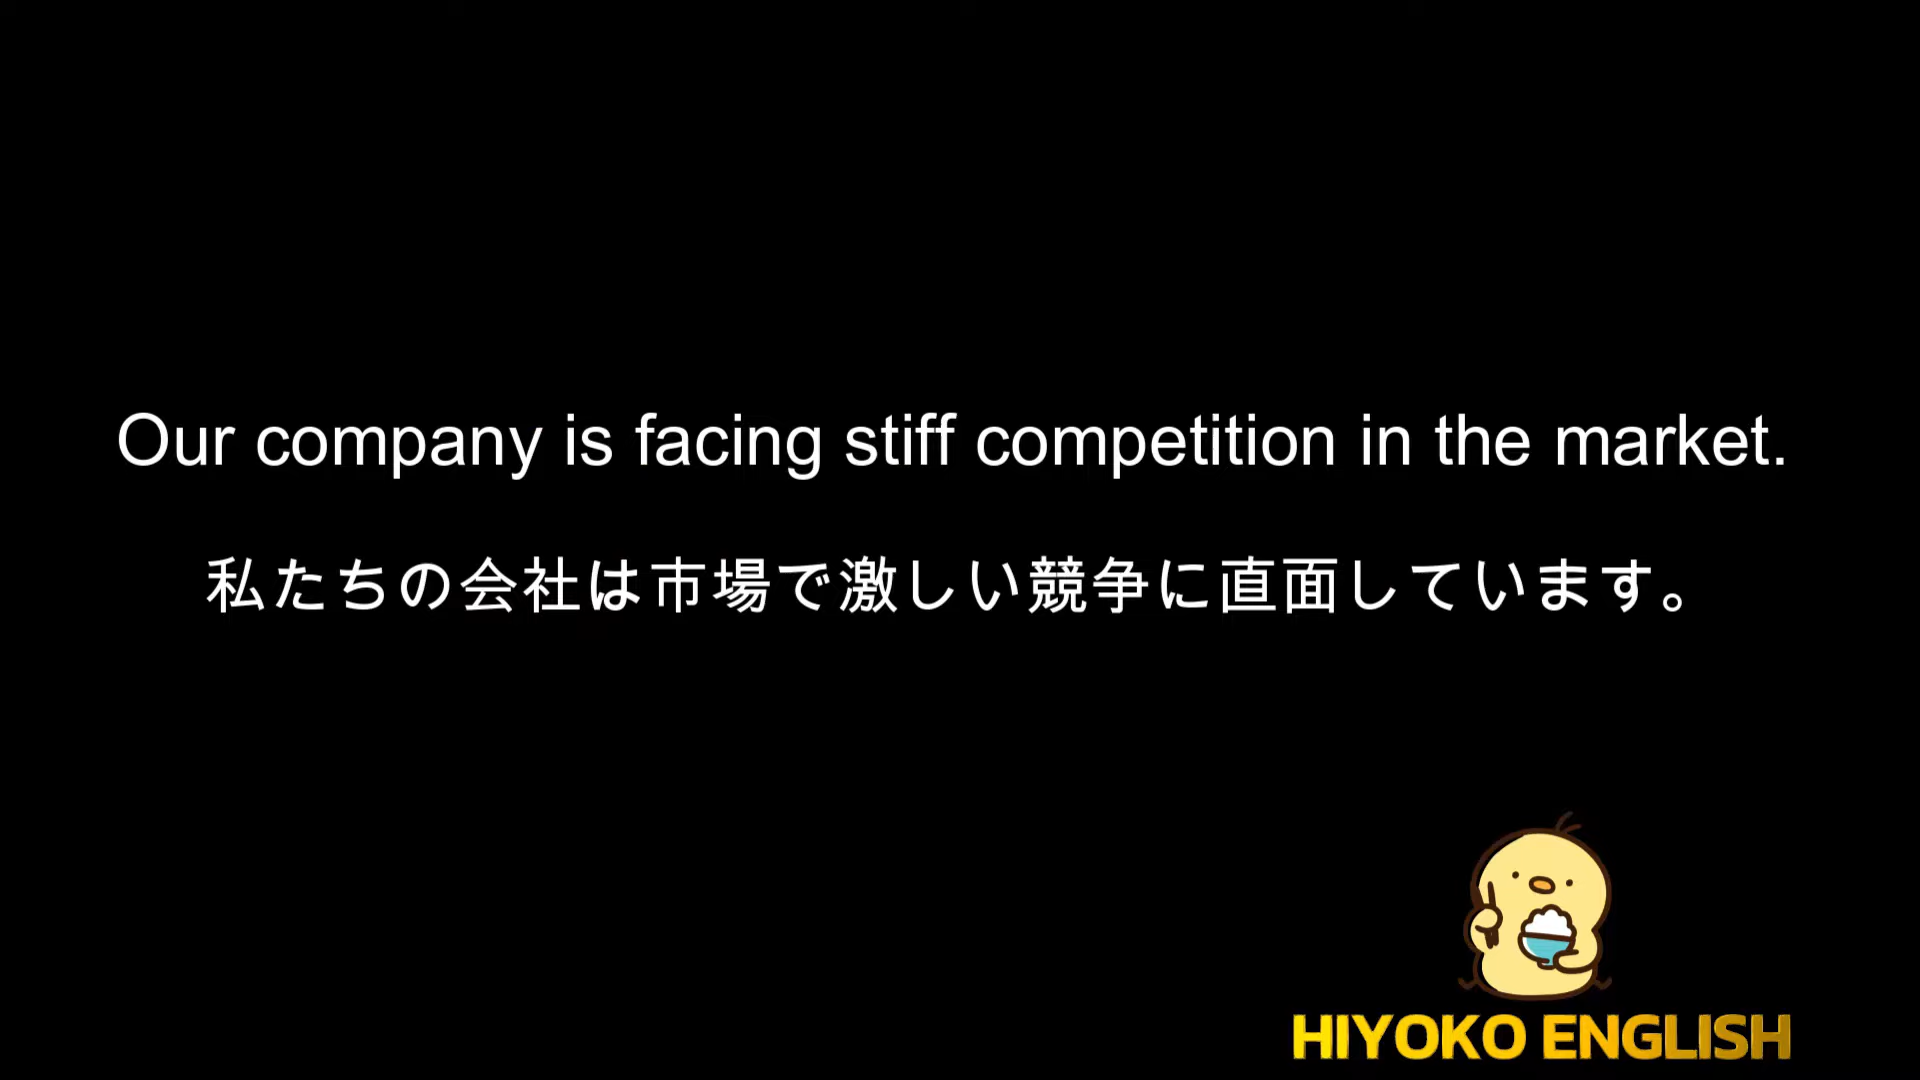 Our company is facing stiff competition in the market.
私たちの会社は市場で激しい競争に直面しています。
HIYOKO ENGLISH